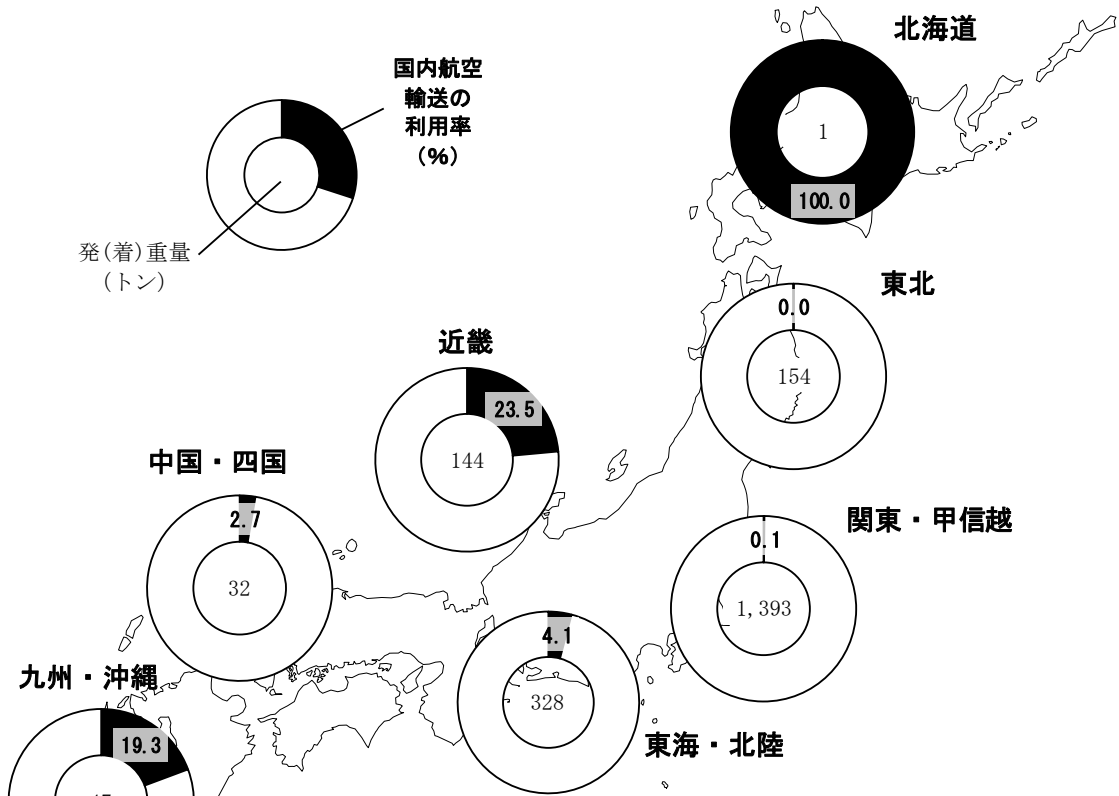 北海道
1
100.0
国内航空
輸送の
利用率
(%)
発(着)重量
(トン)
東北
0.0
154
近畿
23.5
144
中国・四国
2.7
32
関東・甲信越
0.1
1,393
東海・北陸
4.1
328
九州・沖縄
19.3